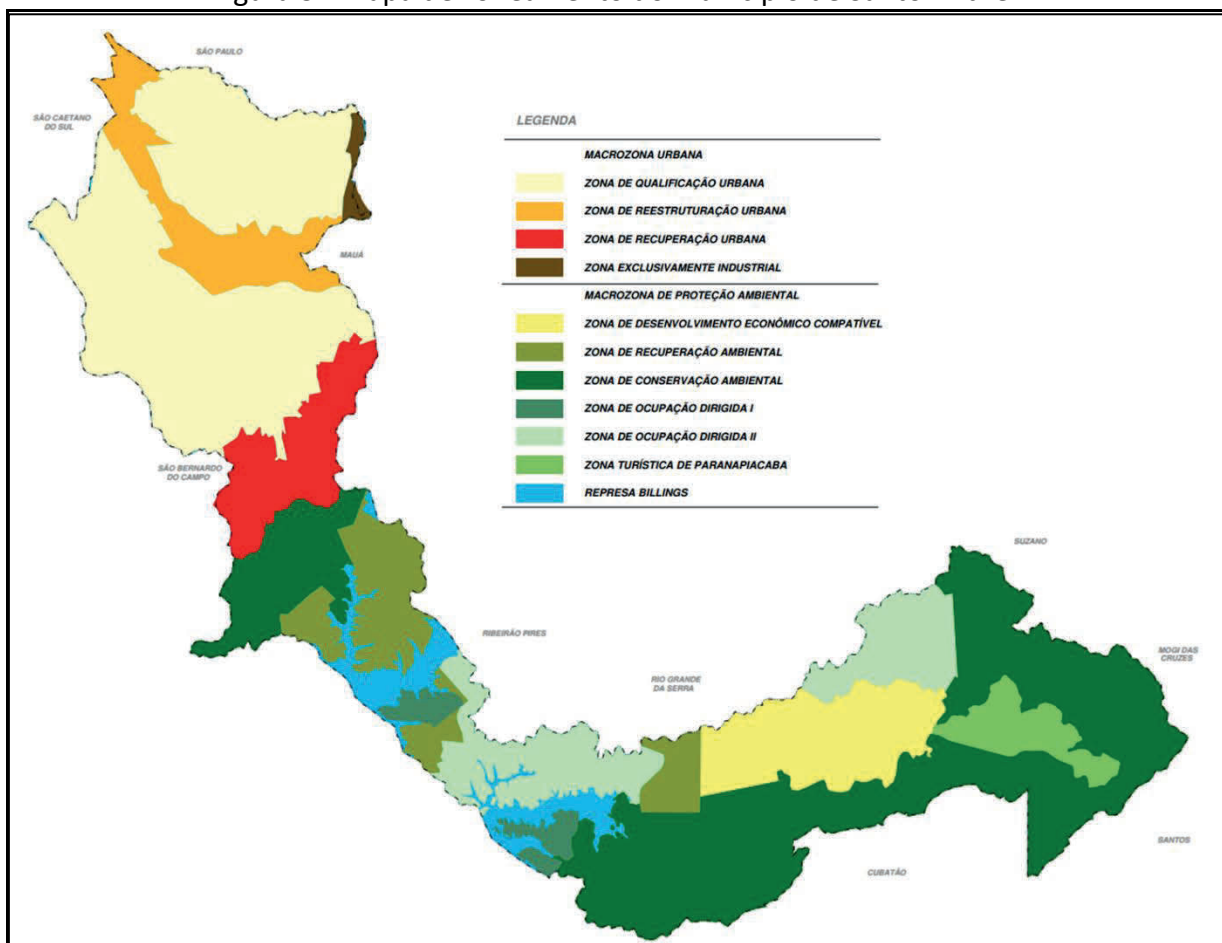 SÃO PAULO
SÃO CAETANO
DO SUL
MAUÁ
SÃO BERNARDO
DO CAMPO
RIBEIRÃO PIRES
RIO GRANDE
DA SERRA
SUZANO
MOGI DAS
CRUZES
SANTOS
CUBATÃO
LEGENDA
MACROZONA URBANA
ZONA DE QUALIFICAÇÃO URBANA
ZONA DE REESTRUTURAÇÃO URBANA
ZONA DE RECUPERAÇÃO URBANA
ZONA EXCLUSIVAMENTE INDUSTRIAL
MACROZONA DE PROTEÇÃO AMBIENTAL
ZONA DE DESENVOLVIMENTO ECONÔMICO COMPATÍVEL
ZONA DE RECUPERAÇÃO AMBIENTAL
ZONA DE CONSERVAÇÃO AMBIENTAL
ZONA DE OCUPAÇÃO DIRIGIDA I
ZONA DE OCUPAÇÃO DIRIGIDA II
ZONA TURÍSTICA DE PARANAPIACABA
REPRESA BILLINGS